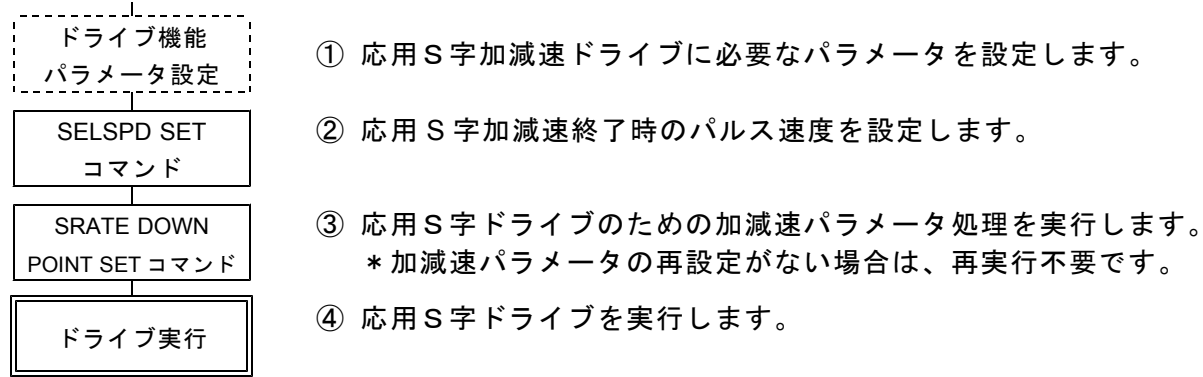 ドライブ機能
パラメータ設定
① 応用S字加減速ドライブに必要なパラメータを設定します。
SELSPD SET
コマンド
② 応用S字加減速終了時のパルス速度を設定します。
SRATE DOWN
POINT SET コマンド
③ 応用S字ドライブのための加減速パラメータ処理を実行します。
＊加減速パラメータの再設定がない場合は、再実行不要です。
ドライブ実行
④ 応用S字ドライブを実行します。